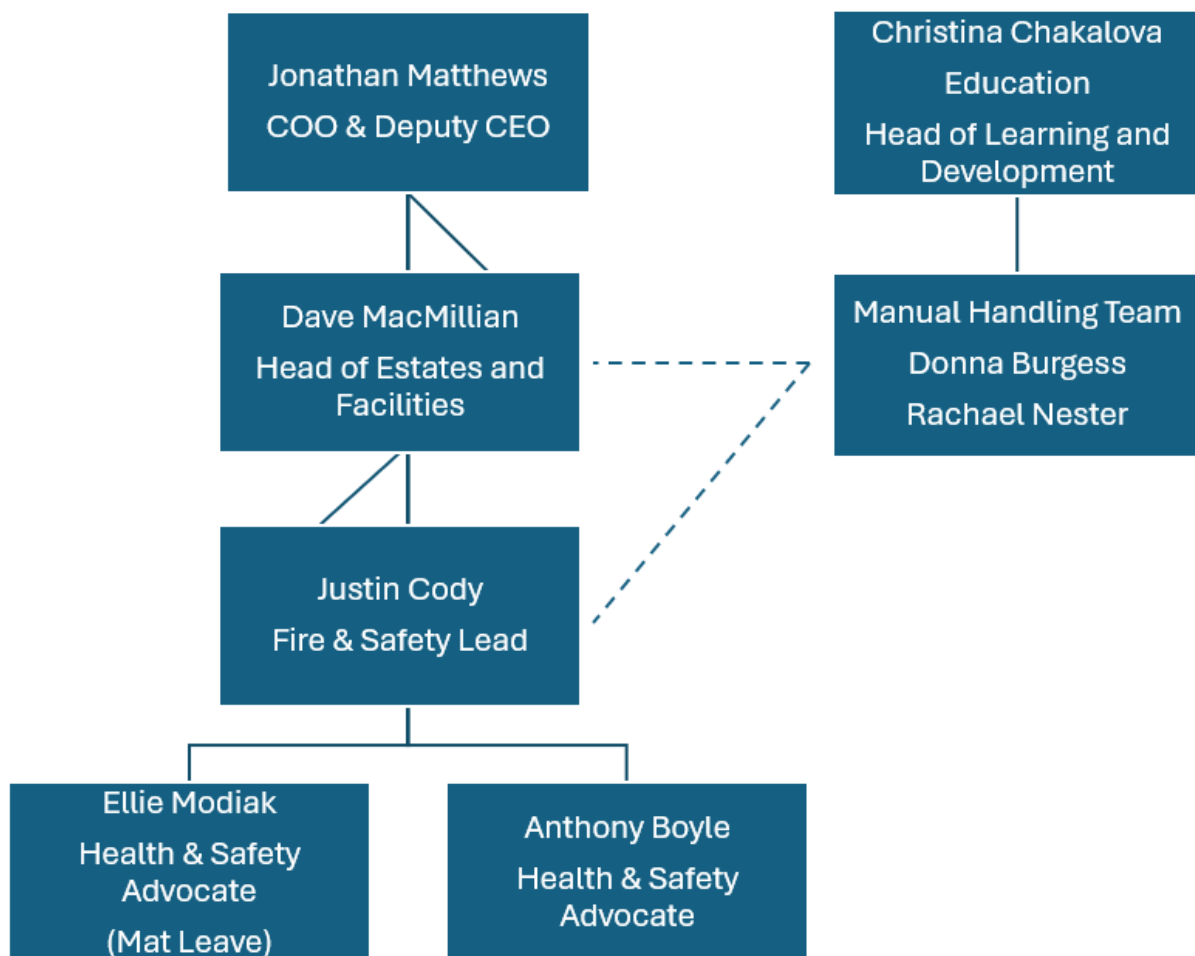 Jonathan Matthews
COO & Deputy CEO
Christina Chakalova
Education
Head of Learning and
Development
Dave MacMillian
Head of Estates and
Facilities
Manual Handling Team
Donna Burgess
Rachael Nester
Justin Cody
Fire & Safety Lead
Ellie Modiak
Health & Safety
Advocate
(Mat Leave)
Anthony Boyle
Health & Safety
Advocate